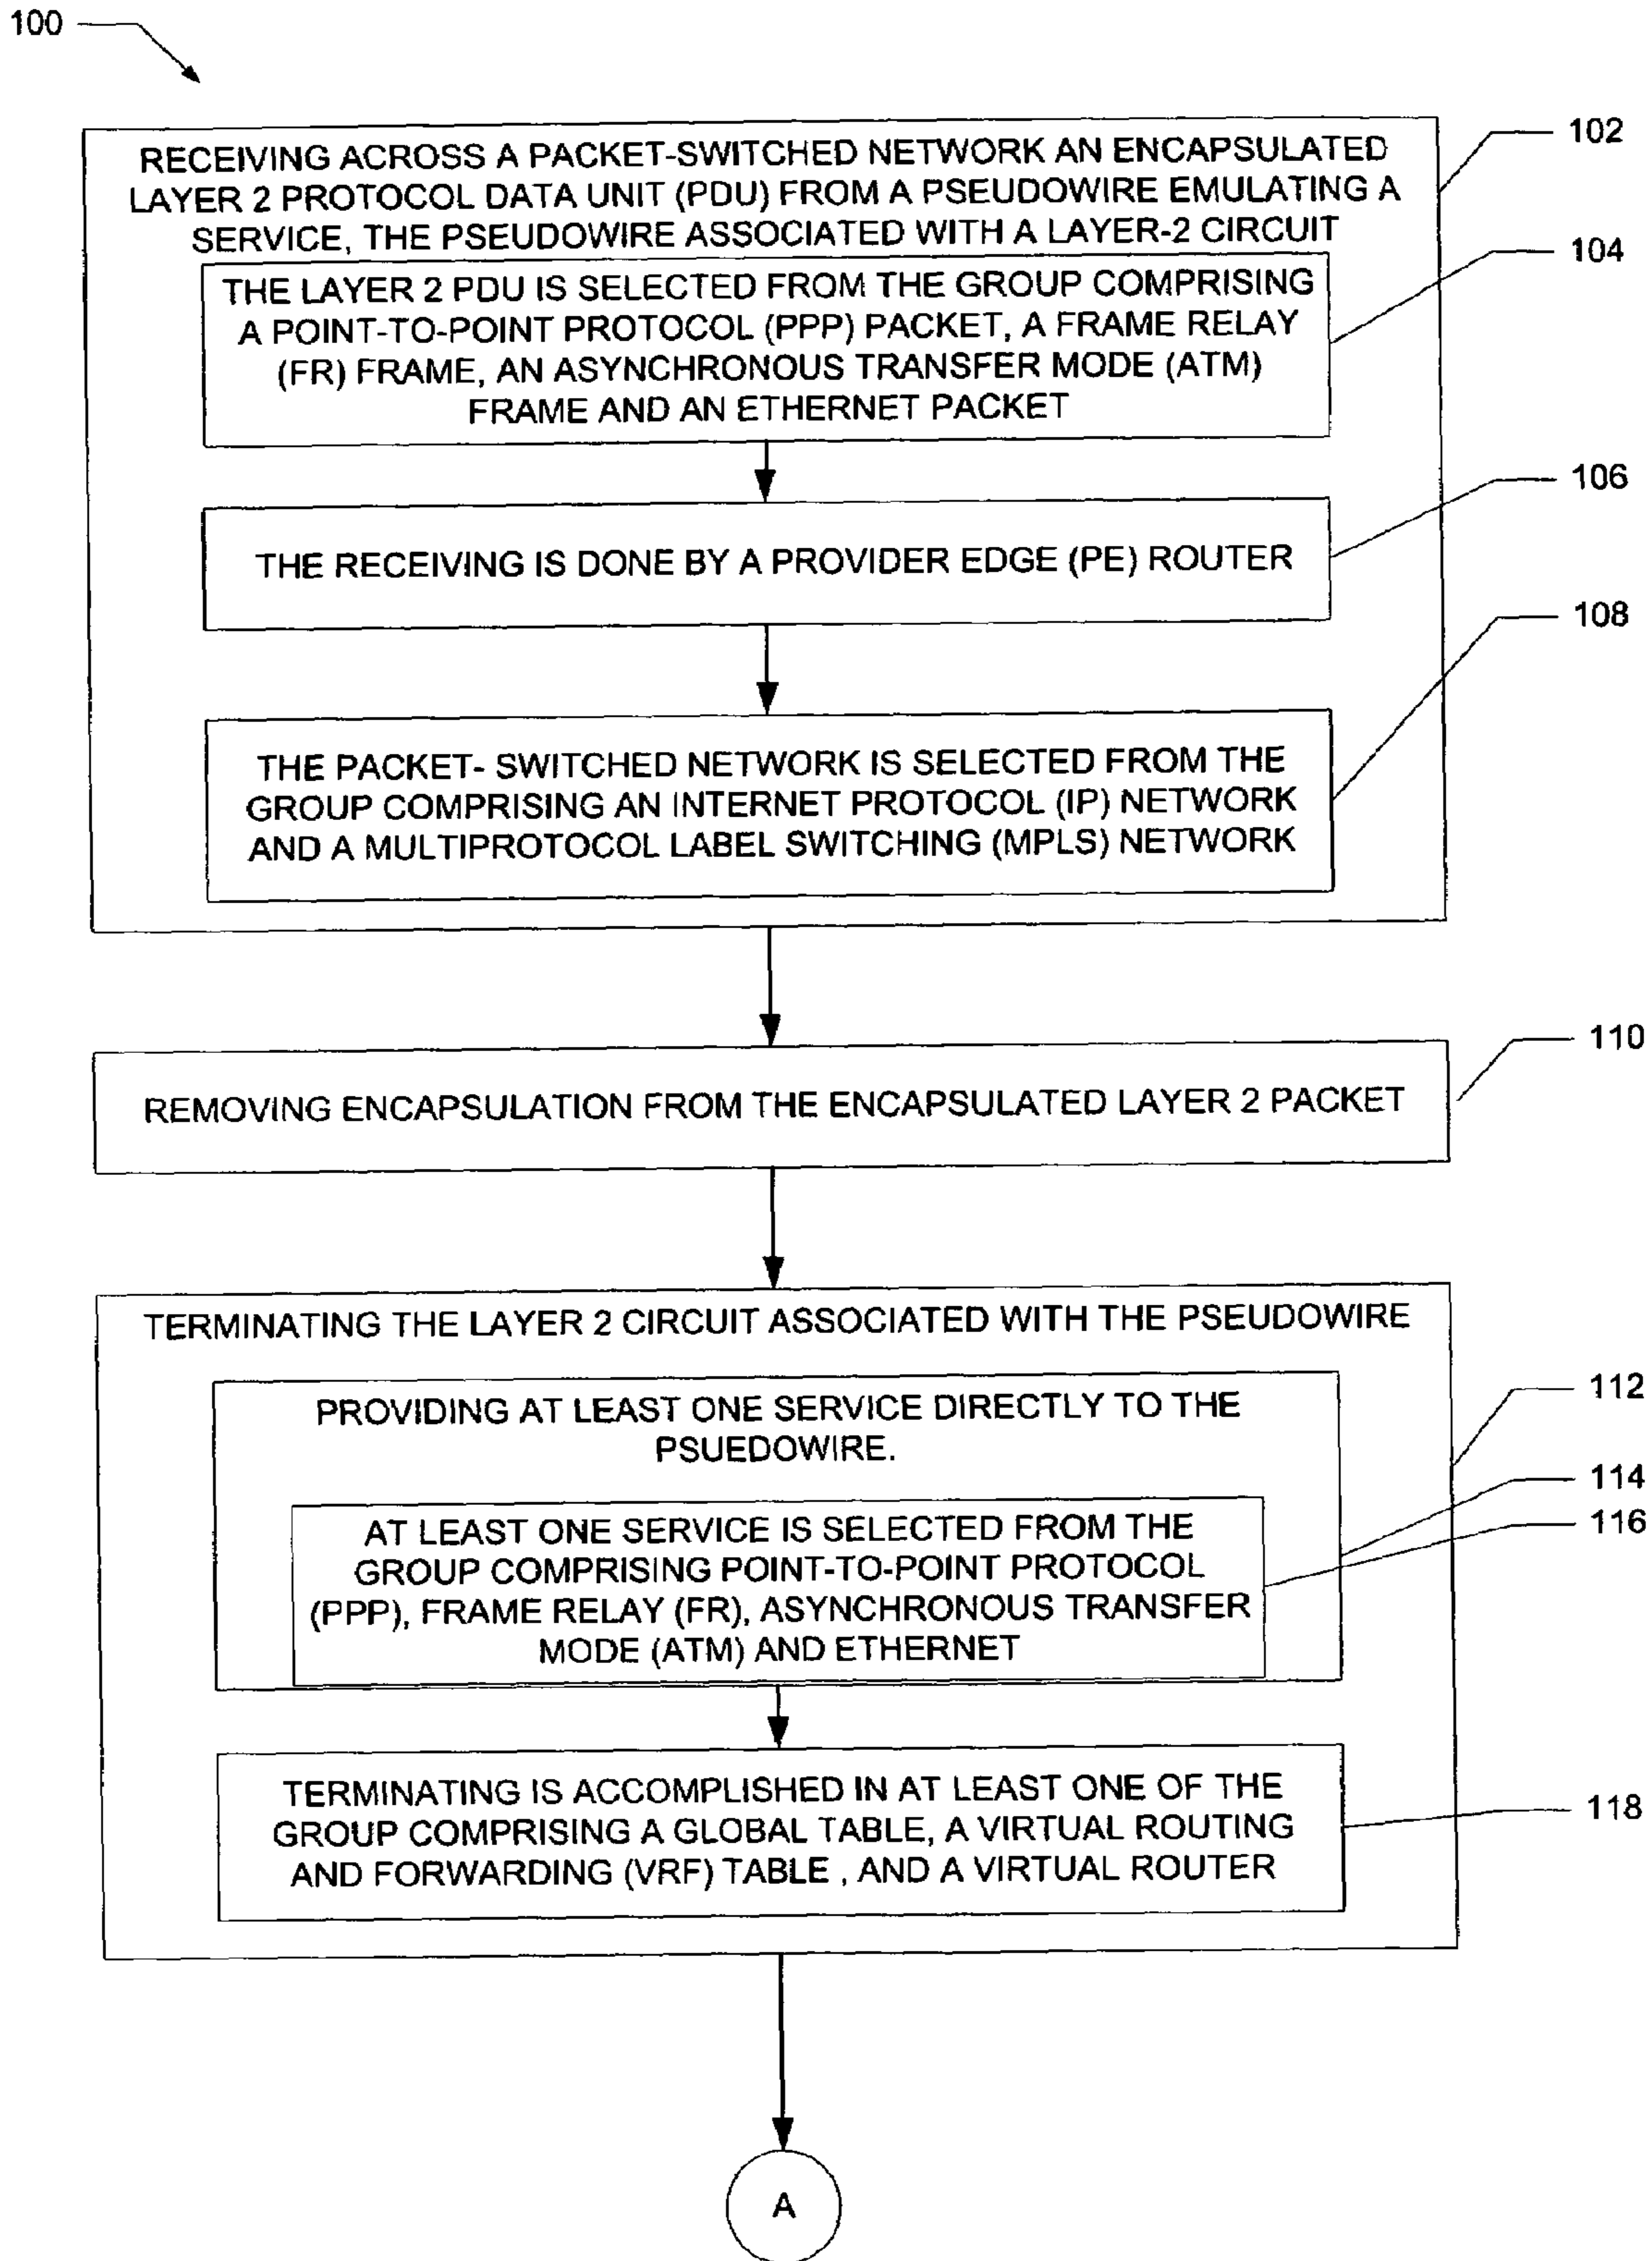 100
RECEIVING ACROSS A PACKET-SWITCHED NETWORK AN ENCAPSULATED
LAYER 2 PROTOCOL DATA UNIT (PDU) FROM A PSEUDOWIRE EMULATING A
SERVICE, THE PSEUDOWIRE ASSOCIATED WITH A LAYER-2 CIRCUIT
102
THE LAYER 2 PDU IS SELECTED FROM THE GROUP COMPRISING
A POINT-TO-POINT PROTOCOL (PPP) PACKET, A FRAME RELAY
(FR) FRAME, AN ASYNCHRONOUS TRANSFER MODE (ATM)
FRAME AND AN ETHERNET PACKET
104
THE RECEIVING IS DONE BY A PROVIDER EDGE (PE) ROUTER
106
THE PACKET- SWITCHED NETWORK IS SELECTED FROM THE
GROUP COMPRISING AN INTERNET PROTOCOL (IP) NETWORK
AND A MULTIPROTOCOL LABEL SWITCHING (MPLS) NETWORK
108
REMOVING ENCAPSULATION FROM THE ENCAPSULATED LAYER 2 PACKET
110
TERMINATING THE LAYER 2 CIRCUIT ASSOCIATED WITH THE PSEUDOWIRE
112
PROVIDING AT LEAST ONE SERVICE DIRECTLY TO THE
PSUEDOWIRE.
114
AT LEAST ONE SERVICE IS SELECTED FROM THE
GROUP COMPRISING POINT-TO-POINT PROTOCOL
(PPP), FRAME RELAY (FR), ASYNCHRONOUS TRANSFER
MODE (ATM) AND ETHERNET
116
TERMINATING IS ACCOMPLISHED IN AT LEAST ONE OF THE
GROUP COMPRISING A GLOBAL TABLE, A VIRTUAL ROUTING
AND FORWARDING (VRF) TABLE , AND A VIRTUAL ROUTER
118
A